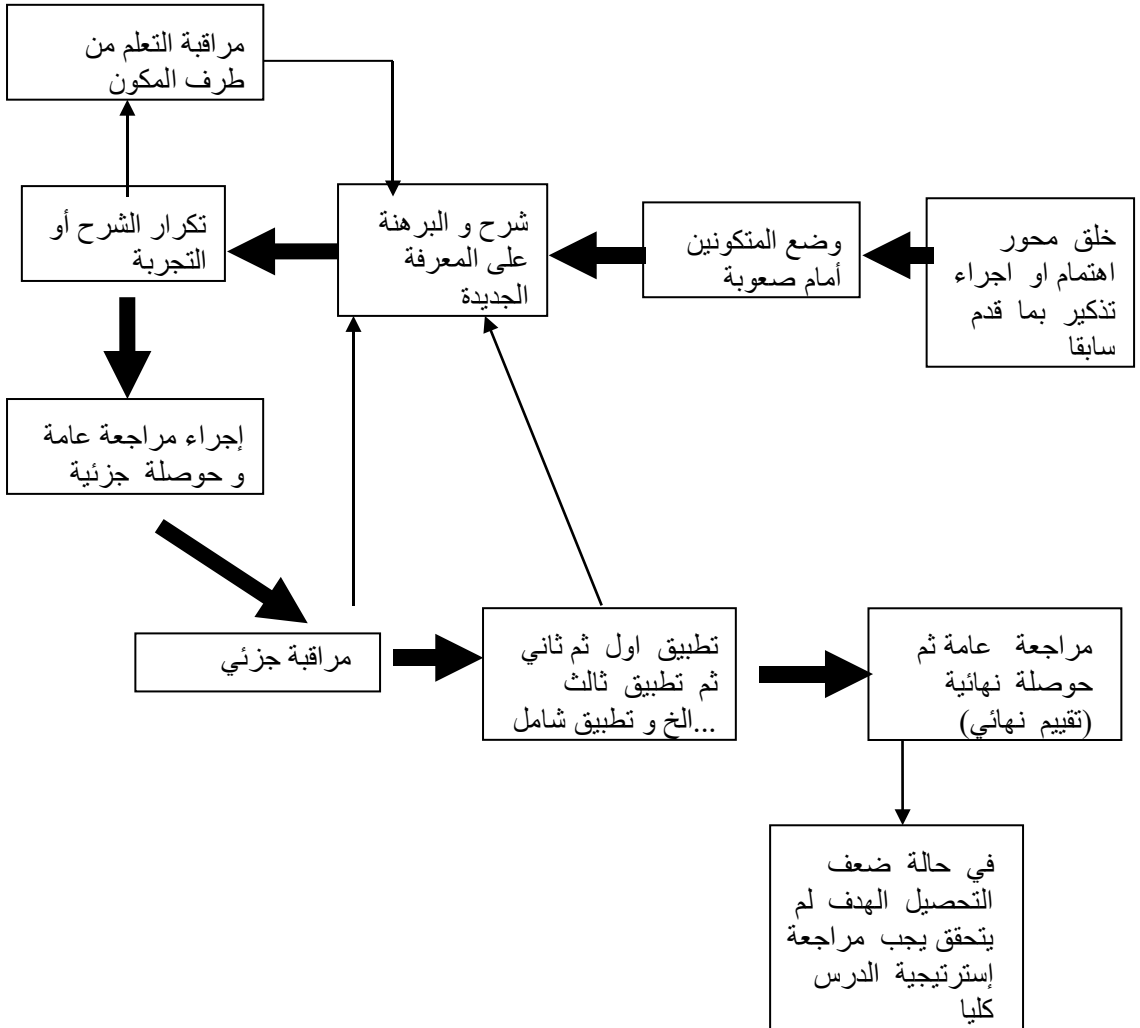 مراقبة التعلم من
طرف المكون
خلق محور
اهتمام او اجراء
تذكير بما قدم
سابقا
وضع المتكونين
أمام صعوبة
شرح و البرهنة
على المعرفة
الجديدة
تكرار الشرح أو
التجربة
إجراء مراجعة عامة
و حوصلة جزئية
مراقبة جزئي
تطبيق اول ثم ثاني
ثم تطبيق ثالث
...الخ و تطبيق شامل
مراجعة عامة ثم
حوصلة نهائية
(تقييم نهائي)
في حالة ضعف
التحصيل الهدف لم
يتحقق يجب مراجعة
إسترتيجية الدرس
كليا